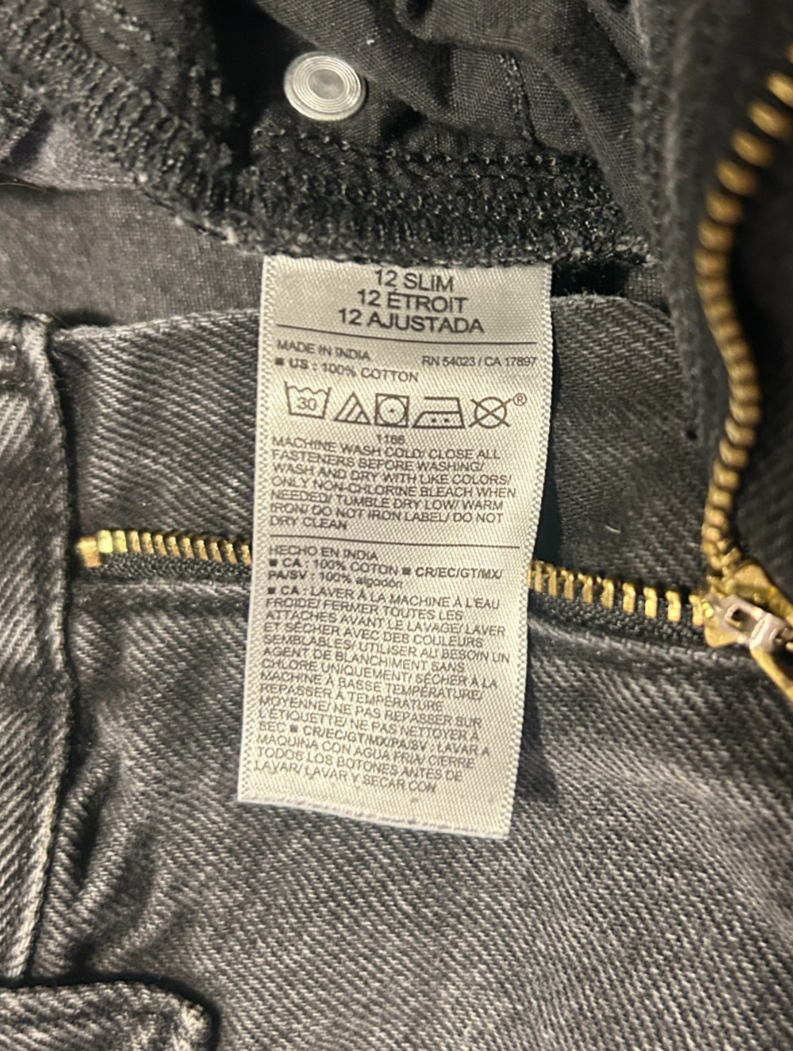 12 SLIM
12 ÉTROIT
12 AJUSTADA
MADE IN INDIA RN 54023 / CA 17897
■ US : 100% COTTON
30 ®
1186
MACHINE WASH COLD/ CLOSE ALL
FASTENERS BEFORE WASHING/
WASH AND DRY WITH LIKE COLORS/
ONLY NON-CHLORINE BLEACH WHEN
NEEDED/ TUMBLE DRY LOW/ WARM
IRON/ DO NOT IRON LABEL/ DO NOT
DRY CLEAN
HECHO EN INDIA
■ CA : 100% COTON ■ CR/EC/GT/MX/
PA/SV : 100% algodón
■ CA : LAVER À LA MACHINE À L'EAU
FROIDE/ FERMER TOUTES LES
ATTACHES AVANT LE LAVAGE/ LAVER
ET SÉCHER AVEC DES COULEURS
SEMBLABLES/ UTILISER AU BESOIN UN
AGENT DE BLANCHIMENT SANS
CHLORE UNIQUEMENT/ SÉCHER À LA
MACHINE À BASSE TEMPÉRATURE/
REPASSER À TEMPÉRATURE
MOYENNE/ NE PAS REPASSER SUR
L'ÉTIQUETTE/ NE PAS NETTOYER À
SEC ■ CR/EC/GT/MX/PA/SV : LAVAR A
MAQUINA CON AGUA FRIA/ CIERRE
TODOS LOS BOTONES ANTES DE
LAVAR/ LAVAR Y SECAR CON